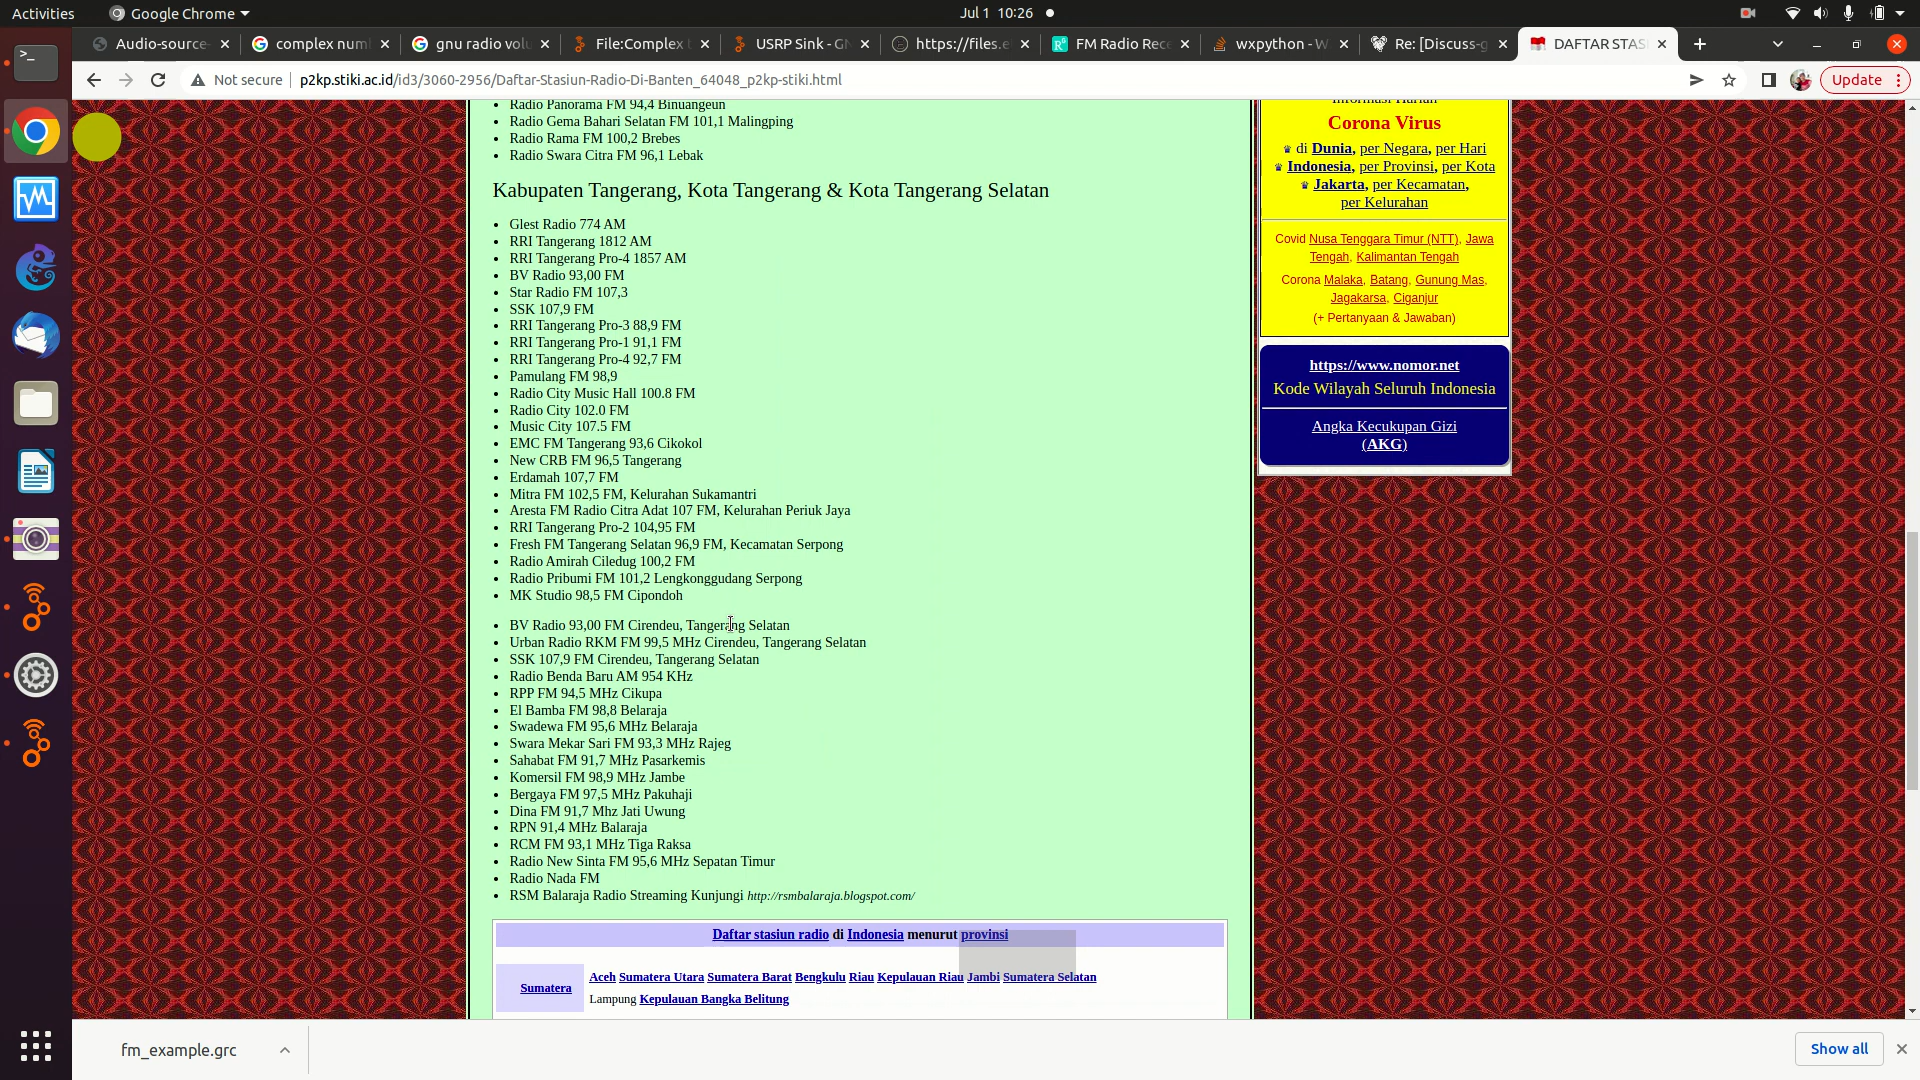 Activities
Google Chrome
Jul 1 10:26
Audio-source-
complex num
gnu radio volu
File:Complex t
USRP Sink - GN
https://files.e
FM Radio Rece
wxpython - W
Re: [Discuss-g
DAFTAR STAS
Not secure
p2kp.stiki.ac.id/id3/3060-2956/Daftar-Stasiun-Radio-Di-Banten_64048_p2kp-stiki.html
Update
Radio Panorama FM 94,4 Binuangeun
Radio Gema Bahari Selatan FM 101,1 Malingping
Radio Rama FM 100,2 Brebes
Radio Swara Citra FM 96,1 Lebak
Kabupaten Tangerang, Kota Tangerang & Kota Tangerang Selatan
Glest Radio 774 AM
RRI Tangerang 1812 AM
RRI Tangerang Pro-4 1857 AM
BV Radio 93,00 FM
Star Radio FM 107,3
SSK 107,9 FM
RRI Tangerang Pro-3 88,9 FM
RRI Tangerang Pro-1 91,1 FM
RRI Tangerang Pro-4 92,7 FM
Pamulang FM 98,9
Radio City Music Hall 100.8 FM
Radio City 102.0 FM
Music City 107.5 FM
EMC FM Tangerang 93,6 Cikokol
New CRB FM 96,5 Tangerang
Erdamah 107,7 FM
Mitra FM 102,5 FM, Kelurahan Sukamantri
Aresta FM Radio Citra Adat 107 FM, Kelurahan Periuk Jaya
RRI Tangerang Pro-2 104,95 FM
Fresh FM Tangerang Selatan 96,9 FM, Kecamatan Serpong
Radio Amirah Ciledug 100,2 FM
Radio Pribumi FM 101,2 Lengkonggudang Serpong
MK Studio 98,5 FM Cipondoh
BV Radio 93,00 FM Cirendeu, Tangerang Selatan
Urban Radio RKM FM 99,5 MHz Cirendeu, Tangerang Selatan
SSK 107,9 FM Cirendeu, Tangerang Selatan
Radio Benda Baru AM 954 KHz
RPP FM 94,5 MHz Cikupa
El Bamba FM 98,8 Belaraja
Swadewa FM 95,6 MHz Belaraja
Swara Mekar Sari FM 93,3 MHz Rajeg
Sahabat FM 91,7 MHz Pasarkemis
Komersil FM 98,9 MHz Jambe
Bergaya FM 97,5 MHz Pakuhaji
Dina FM 91,7 Mhz Jati Uwung
RPN 91,4 MHz Balaraja
RCM FM 93,1 MHz Tiga Raksa
Radio New Sinta FM 95,6 MHz Sepatan Timur
Radio Nada FM
RSM Balaraja Radio Streaming Kunjungi http://rsmbalaraja.blogspot.com/
Daftar stasiun radio di Indonesia menurut provinsi
Sumatera
Aceh Sumatera Utara Sumatera Barat Bengkulu Riau Kepulauan Riau Jambi Sumatera Selatan
Lampung Kepulauan Bangka Belitung
Informasi Harian
Corona Virus
di Dunia, per Negara, per Hari
Indonesia, per Provinsi, per Kota
Jakarta, per Kecamatan,
per Kelurahan
Covid Nusa Tenggara Timur (NTT), Jawa
Tengah, Kalimantan Tengah
Corona Malaka, Batang, Gunung Mas,
Jagakarsa, Ciganjur
(+ Pertanyaan & Jawaban)
https://www.nomor.net
Kode Wilayah Seluruh Indonesia
Angka Kecukupan Gizi
(AKG)
fm_example.grc
Show all